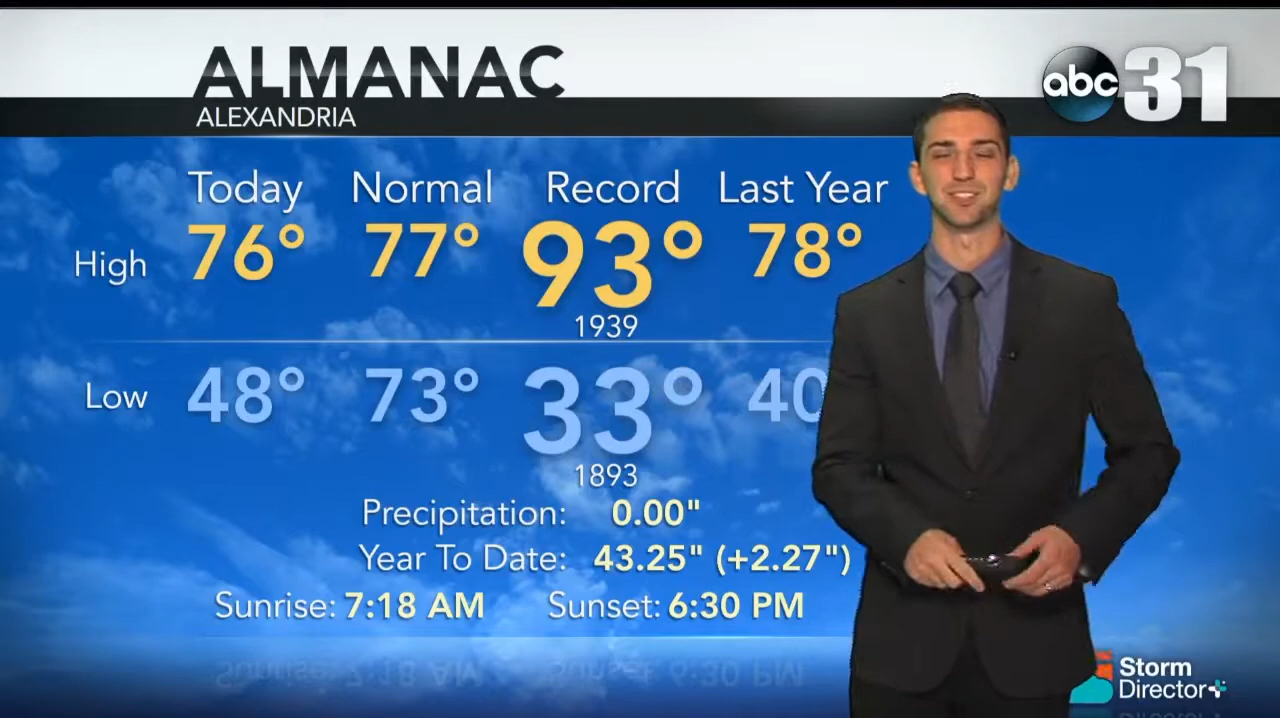 ALMANAC
ALEXANDRIA
abc 31
Today Normal Record Last Year
High 76° 77° 93° 78°
1939
Low 48° 73° 33° 40
1893
Precipitation: 0.00"
Year To Date: 43.25" (+2.27")
Sunrise: 7:18 AM Sunset: 6:30 PM
Storm
Director+